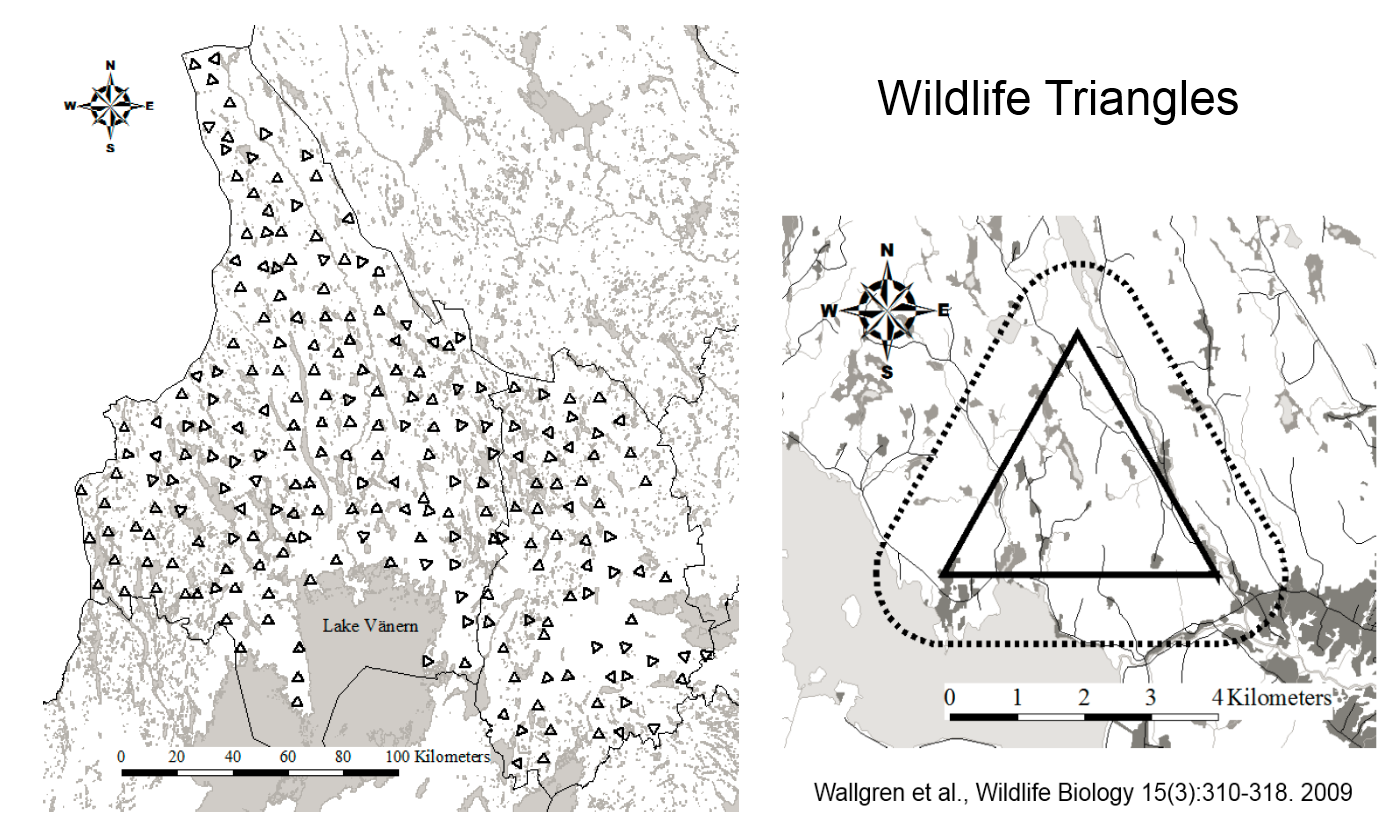 Wildlife Triangles
N
W E
S
Lake Vänern
0 20 40 60 80 100 Kilometers
N
W E
S
0 1 2 3 4 Kilometers
Wallgren et al., Wildlife Biology 15(3):310-318. 2009